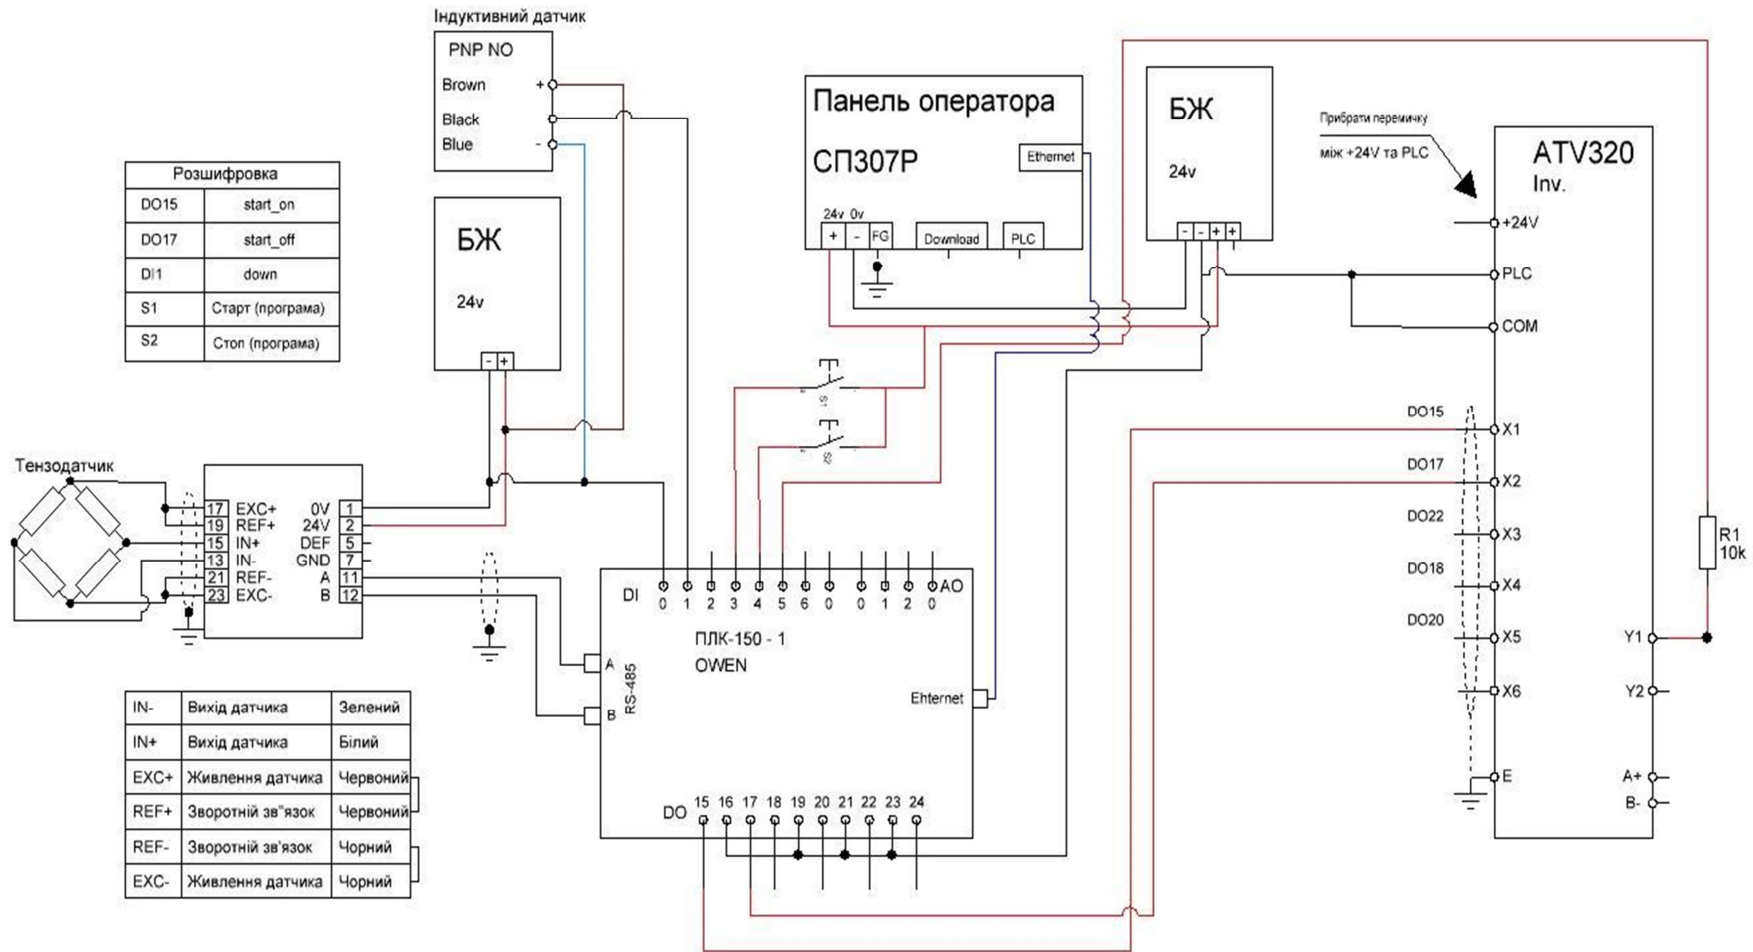 Індуктивний датчик
PNP NO
Brown +
Black
Blue -
Розшифровка
DO15 start_on
DO17 start_off
DI1 down
S1 Старт (програма)
S2 Стоп (програма)
БЖ
24v
- +
Панель оператора
СП307Р
Ethernet
24v 0v
+ - FG
Download
PLC
БЖ
24v
- - + +
Прибрати перемичку
між +24V та PLC
ATV320
Inv.
+24V
PLC
COM
DO15 X1
DO17 X2
DO22 X3
DO18 X4
DO20 X5
X6
E
Y1
Y2
A+
B-
R1
10k
S1
S2
Тензодатчик
17 EXC+ 0V 1
19 REF+ 24V 2
15 IN+ DEF 5
13 IN- GND 7
21 REF- A 11
23 EXC- B 12
DI AO
0 1 2 3 4 5 6 0 0 1 2 0
ПЛК-150 - 1
OWEN
A
RS-485
B
Ehternet
DO 15 16 17 18 19 20 21 22 23 24
IN- Вихід датчика Зелений
IN+ Вихід датчика Білий
EXC+ Живлення датчика Червоний
REF+ Зворотній зв"язок Червоний
REF- Зворотній зв'язок Чорний
EXC- Живлення датчика Чорний